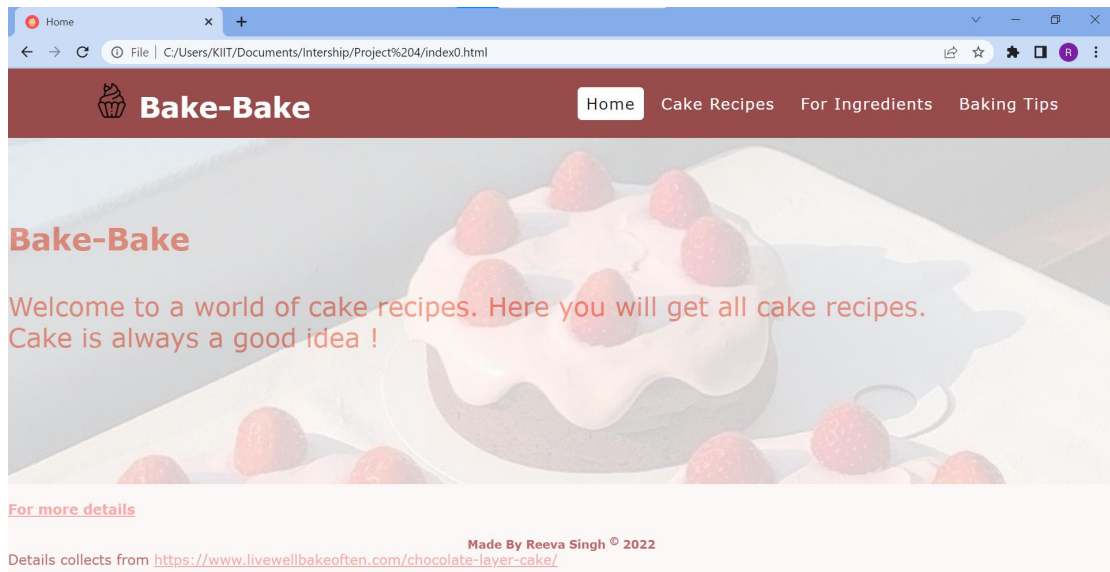 Home
File | C:/Users/KIIT/Documents/Intership/Project%204/index0.html
R
Bake-Bake
Home Cake Recipes For Ingredients Baking Tips
Bake-Bake
Welcome to a world of cake recipes. Here you will get all cake recipes.
Cake is always a good idea !
For more details
Made By Reeva Singh © 2022
Details collects from https://www.livewellbakeoften.com/chocolate-layer-cake/